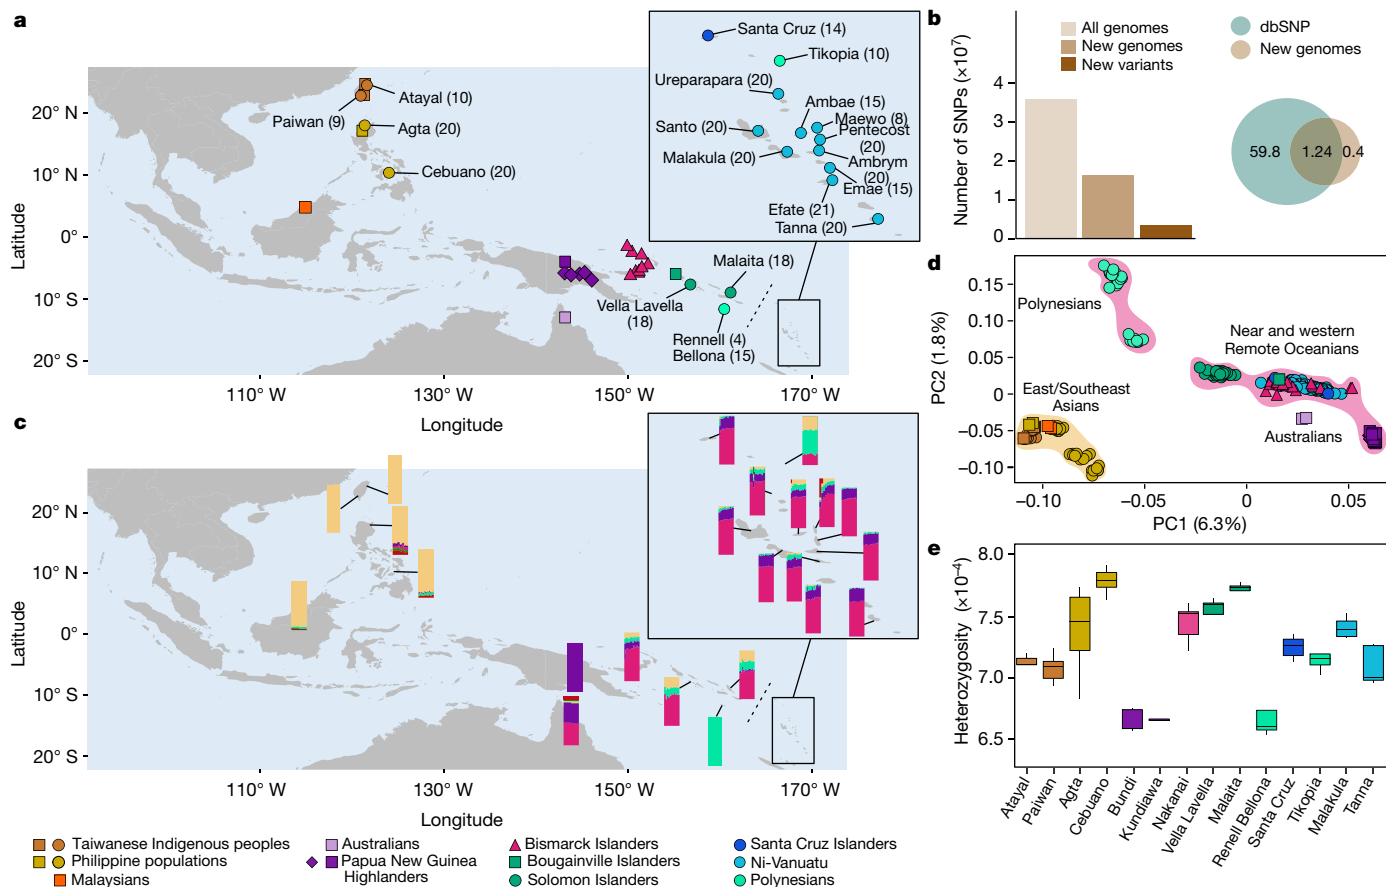 a
Santa Cruz (14)
Tikopia (10)
Ureparapara (20)
Ambae (15)
Maewo (8)
Santo (20)
Pentecost
(20)
Malakula (20)
Ambrym
(20)
Emae (15)
Efate (21)
Tanna (20)
Atayal (10)
Paiwan (9)
Agta (20)
Cebuano (20)
Malaita (18)
Vella Lavella
(18)
Rennell (4)
Bellona (15)
20° N
10° N
0°
10° S
20° S
Latitude
110° W
130° W
150° W
170° W
Longitude
b
All genomes
New genomes
New variants
dbSNP
New genomes
Number of SNPs (×10⁷)
4
3
2
1
0
59.8
1.24
0.4
c
20° N
10° N
0°
10° S
20° S
Latitude
110° W
130° W
150° W
170° W
Longitude
d
Polynesians
Near and western
Remote Oceanians
East/Southeast
Asians
Australians
0.15
0.10
0.05
0
−0.05
−0.10
PC2 (1.8%)
−0.10
−0.05
0
0.05
PC1 (6.3%)
e
8.0
7.5
7.0
6.5
Heterozygosity (×10⁻⁴)
Atayal
Paiwan
Agta
Cebuano
Bundi
Kundiawa
Nakanai
Vella Lavella
Malaita
Renell Bellona
Santa Cruz
Tikopia
Malakula
Tanna
Taiwanese Indigenous peoples
Philippine populations
Malaysians
Australians
Papua New Guinea
Highlanders
Bismarck Islanders
Bougainville Islanders
Solomon Islanders
Santa Cruz Islanders
Ni-Vanuatu
Polynesians